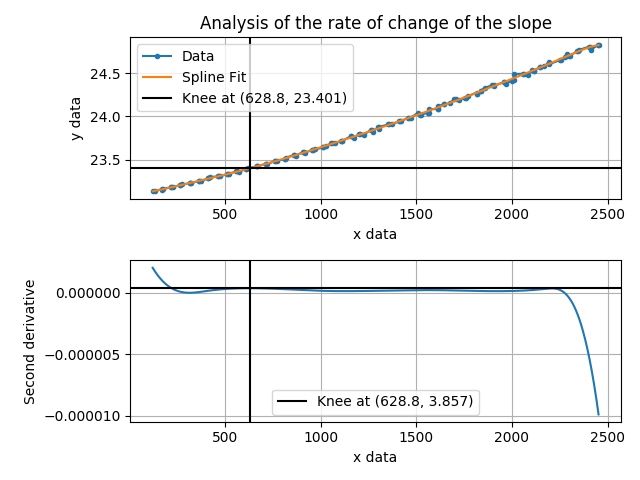 Analysis of the rate of change of the slope
Data
Spline Fit
Knee at (628.8, 23.401)
24.5
24.0
23.5
y data
500
1000
1500
2000
2500
x data
0.000000
−0.000005
−0.000010
Second derivative
Knee at (628.8, 3.857)
500
1000
1500
2000
2500
x data